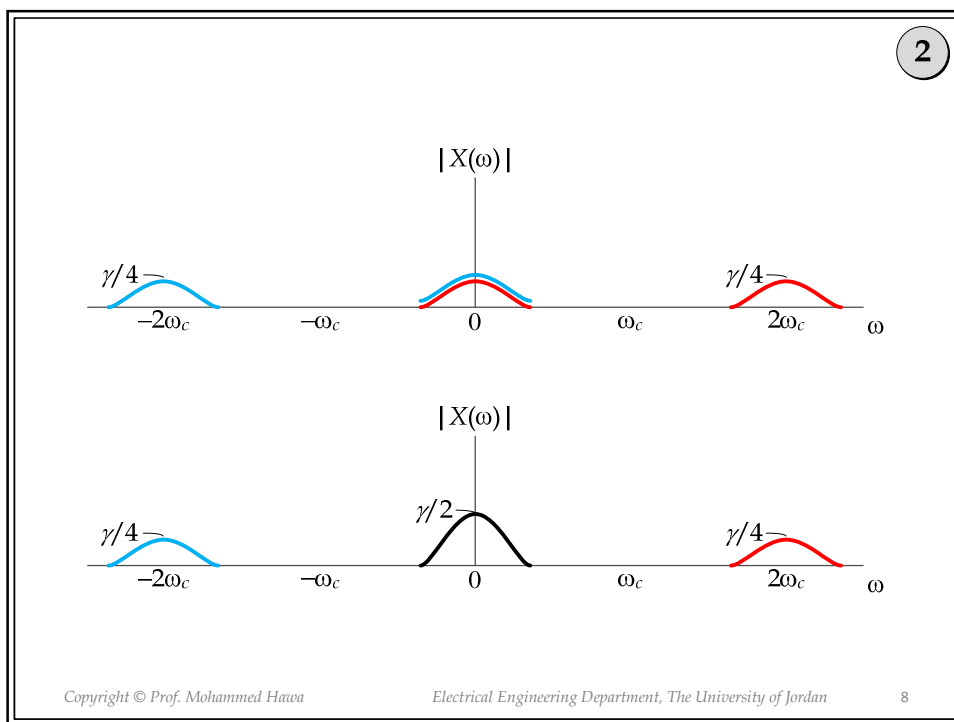 2
|X(ω)|
γ/4 γ/4
−2ω𝑐 −ω𝑐 0 ω𝑐 2ω𝑐 ω
|X(ω)|
γ/4 γ/2 γ/4
−2ω𝑐 −ω𝑐 0 ω𝑐 2ω𝑐 ω
Copyright © Prof. Mohammed Hawa Electrical Engineering Department, The University of Jordan 8